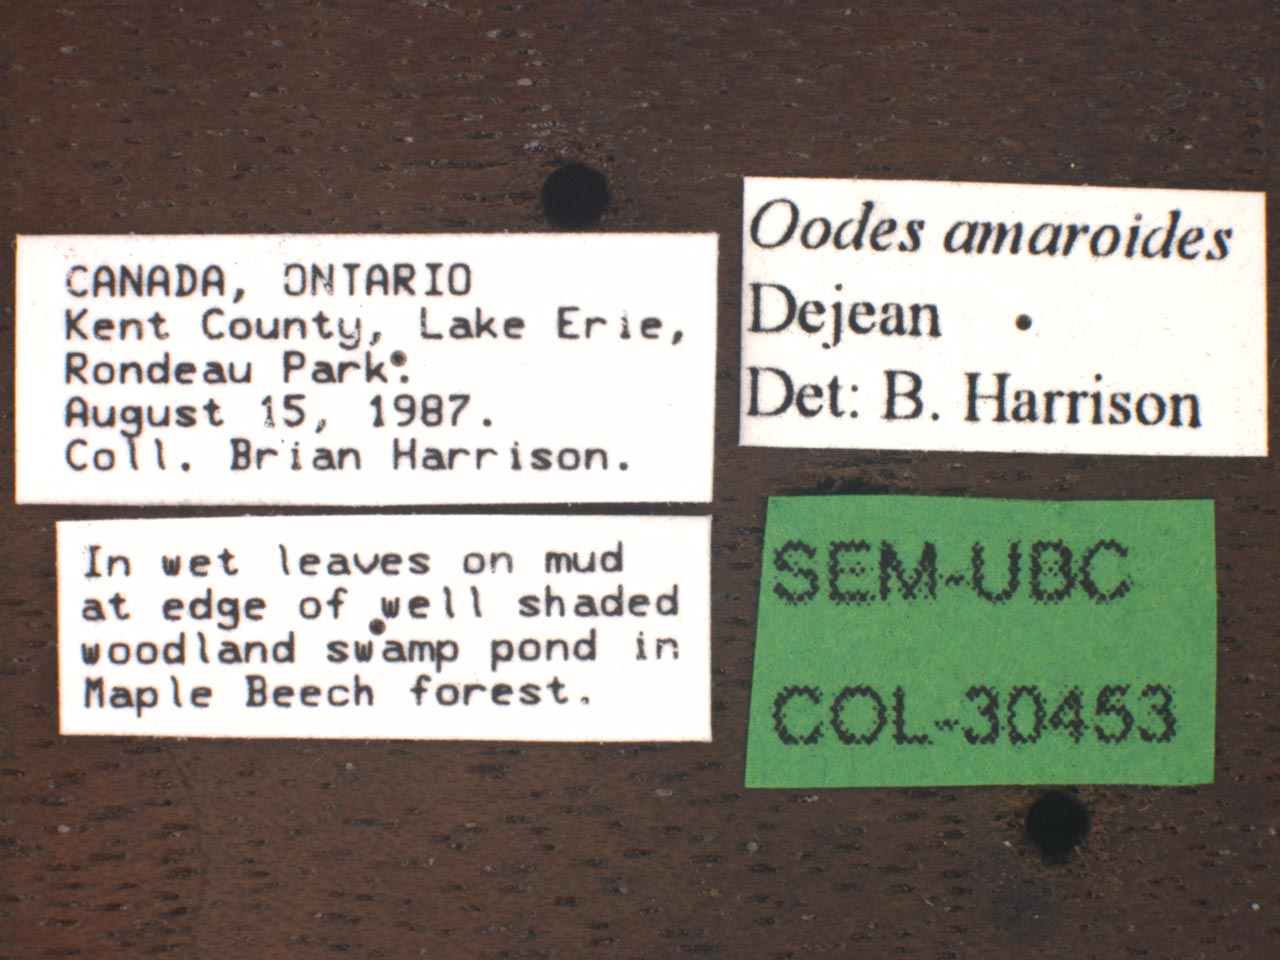 CANADA, ONTARIO
Kent County, Lake Erie,
Rondeau Park.
August 15, 1987.
Coll. Brian Harrison.
In wet leaves on mud
at edge of well shaded
woodland swamp pond in
Maple Beech forest.
Oodes amaroides
Dejean
Det: B. Harrison
SEM-UBC
COL-30453